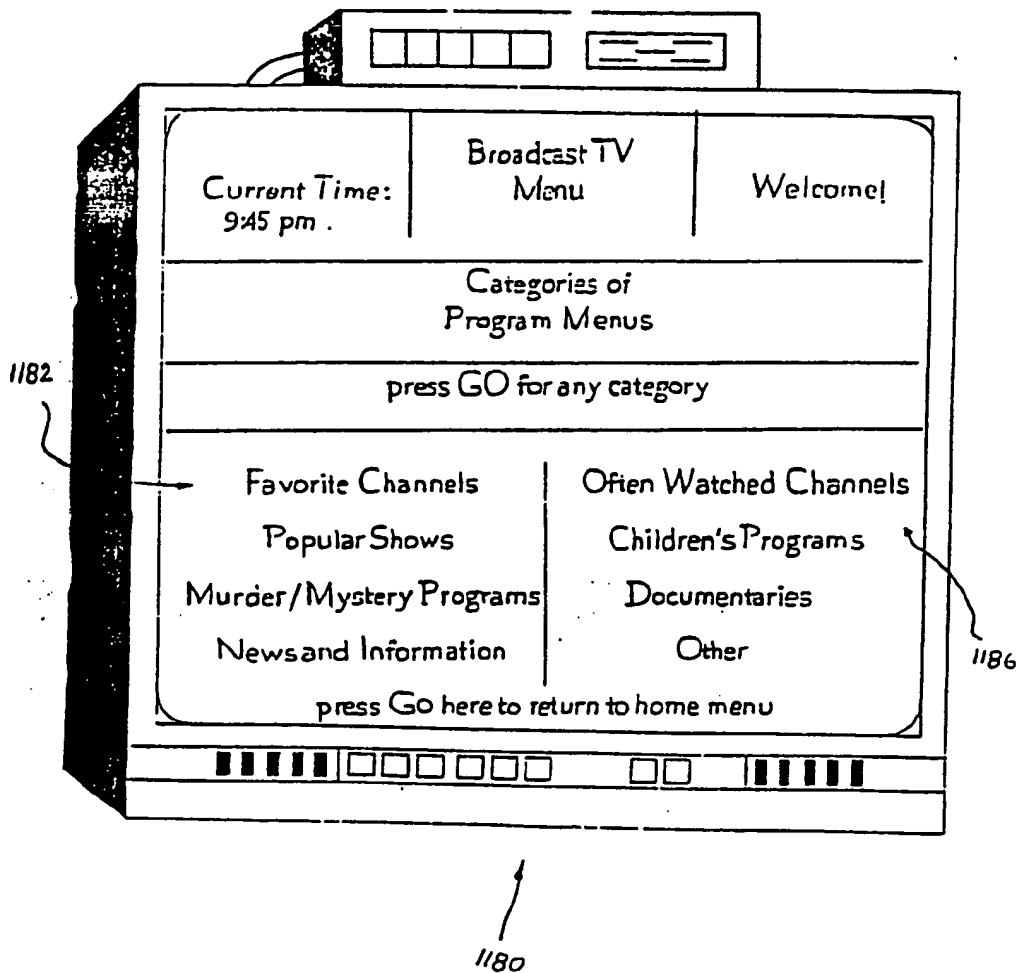 Current Time:
9:45 pm.
Broadcast TV
Menu
Welcome!
Categories of
Program Menus
press GO for any category
1182
Favorite Channels
Popular Shows
Murder/Mystery Programs
News and Information
Often Watched Channels
Children's Programs
Documentaries
Other
1186
press Go here to return to home menu
1180